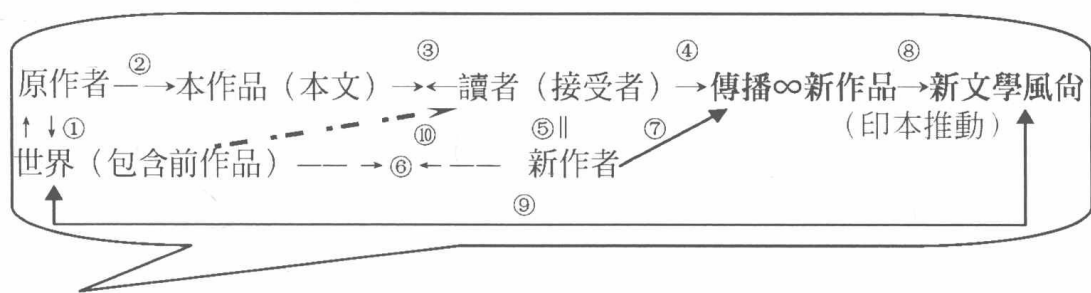 ② ③ ④ ⑧
原作者—→本作品（本文）→←讀者（接受者）→傳播∞新作品→新文學風尚
↑ ↓① ⑩ ⑤‖ ⑦ （印本推動）
世界（包含前作品）—— →⑥←—— 新作者
⑨